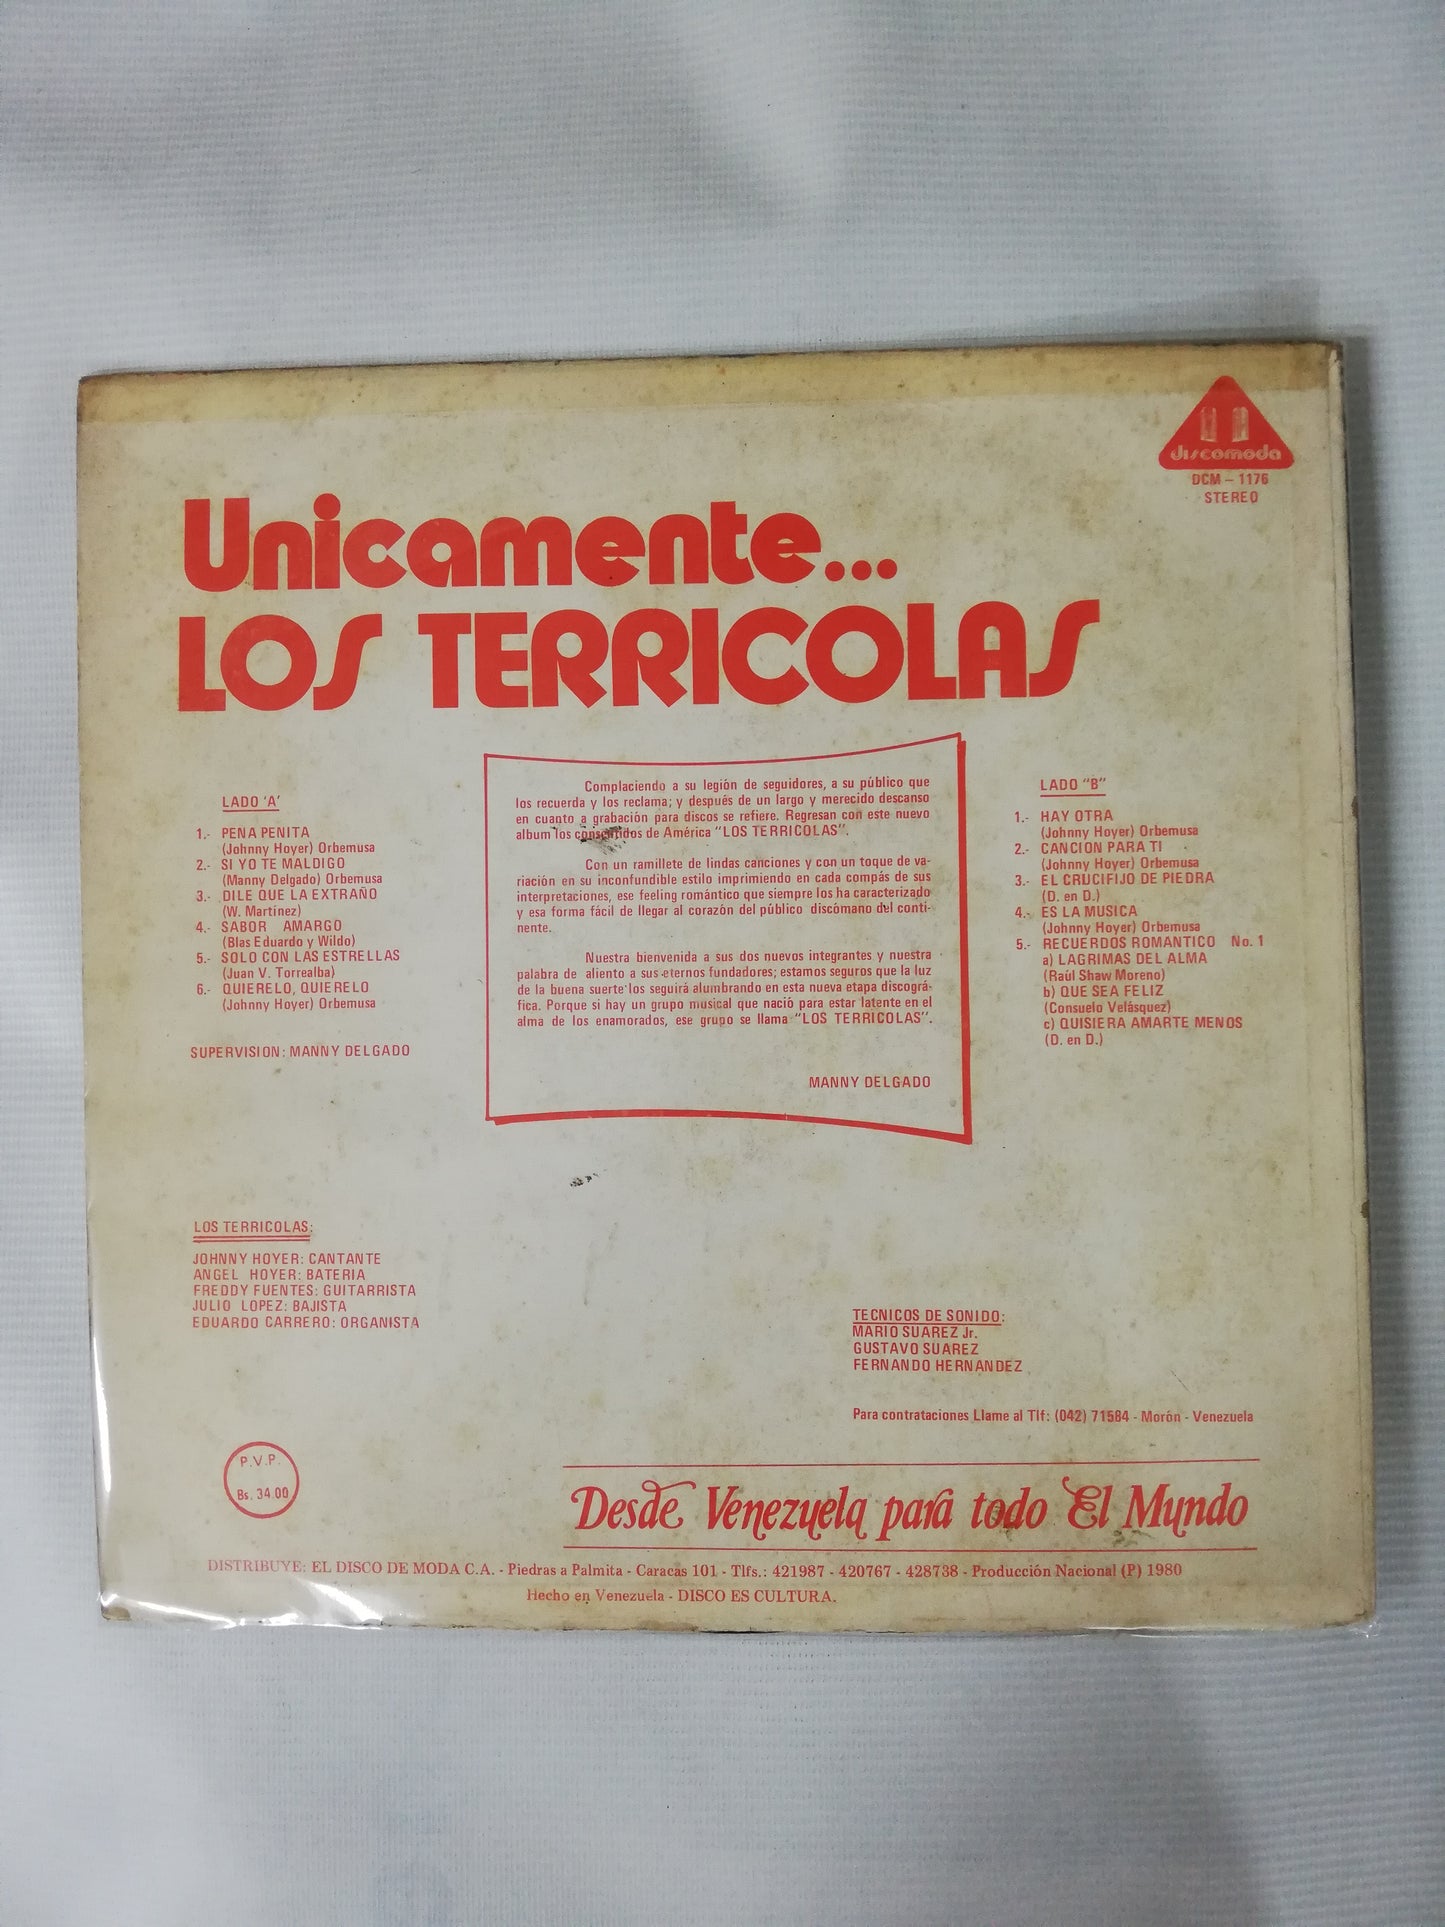 discomoda
DCM - 1176
STEREO
Unicamente...
LOS TERRICOLAS
LADO 'A'
1.- PENA PENITA
(Johnny Hoyer) Orbemusa
2.- SI YO TE MALDIGO
(Manny Delgado) Orbemusa
3.- DILE QUE LA EXTRAÑO
(W. Martínez)
4.- SABOR AMARGO
(Blas Eduardo y Wildo)
5.- SOLO CON LAS ESTRELLAS
(Juan V. Torrealba)
6.- QUIERELO, QUIERELO
(Johnny Hoyer) Orbemusa
SUPERVISION: MANNY DELGADO
Complaciendo a su legión de seguidores, a su público que
los recuerda y los reclama; y después de un largo y merecido descanso
en cuanto a grabación para discos se refiere. Regresan con este nuevo
album los consentidos de América "LOS TERRICOLAS".
Con un ramillete de lindas canciones y con un toque de va-
riación en su inconfundible estilo imprimiendo en cada compás de sus
interpretaciones, ese feeling romántico que siempre los ha caracterizado
y esa forma fácil de llegar al corazón del público discómano del conti-
nente.
Nuestra bienvenida a sus dos nuevos integrantes y nuestra
palabra de aliento a sus eternos fundadores; estamos seguros que la luz
de la buena suerte los seguirá alumbrando en esta nueva etapa discográ-
fica. Porque si hay un grupo musical que nació para estar latente en el
alma de los enamorados, ese grupo se llama "LOS TERRICOLAS".
MANNY DELGADO
LADO "B"
1.- HAY OTRA
(Johnny Hoyer) Orbemusa
2.- CANCION PARA TI
(Johnny Hoyer) Orbemusa
3.- EL CRUCIFIJO DE PIEDRA
(D. en D.)
4.- ES LA MUSICA
(Johnny Hoyer) Orbemusa
5.- RECUERDOS ROMANTICO No. 1
a) LAGRIMAS DEL ALMA
(Raúl Shaw Moreno)
b) QUE SEA FELIZ
(Consuelo Velásquez)
c) QUISIERA AMARTE MENOS
(D. en D.)
LOS TERRICOLAS:
JOHNNY HOYER: CANTANTE
ANGEL HOYER: BATERIA
FREDDY FUENTES: GUITARRISTA
JULIO LOPEZ: BAJISTA
EDUARDO CARRERO: ORGANISTA
TECNICOS DE SONIDO:
MARIO SUAREZ Jr.
GUSTAVO SUAREZ
FERNANDO HERNANDEZ
Para contrataciones Llame al Tlf: (042) 71584 - Morón - Venezuela
P.V.P.
Bs. 34.00
Desde Venezuela para todo El Mundo
DISTRIBUYE: EL DISCO DE MODA C.A. - Piedras a Palmita - Caracas 101 - Tlfs.: 421987 - 420767 - 428738 - Producción Nacional (P) 1980
Hecho en Venezuela - DISCO ES CULTURA.